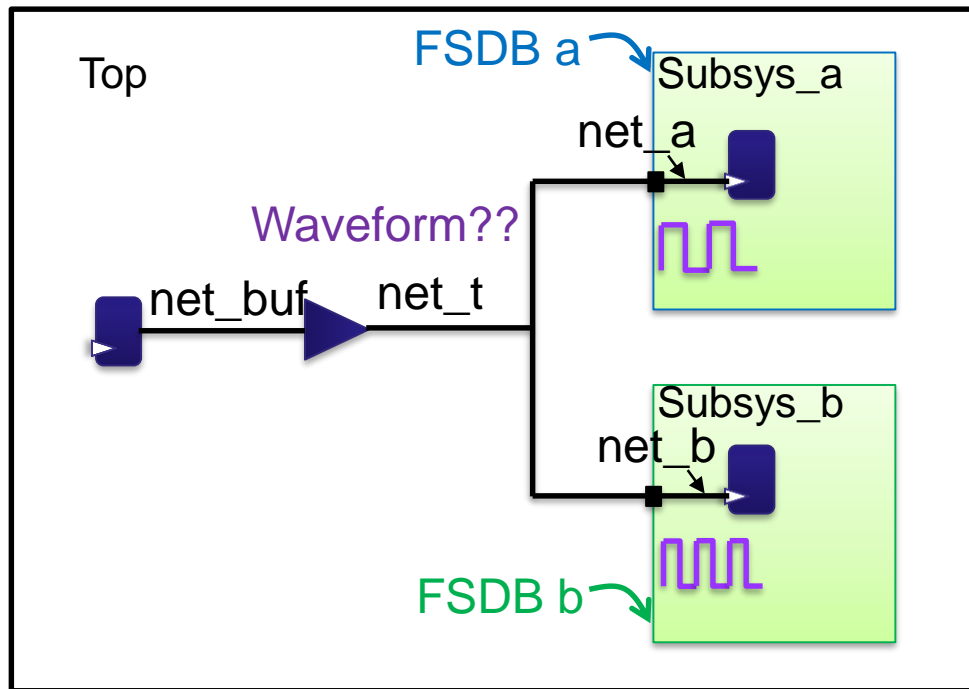 FSDB a
Top
Subsys_a
net_a
Waveform??
net_buf
net_t
Subsys_b
net_b
FSDB b